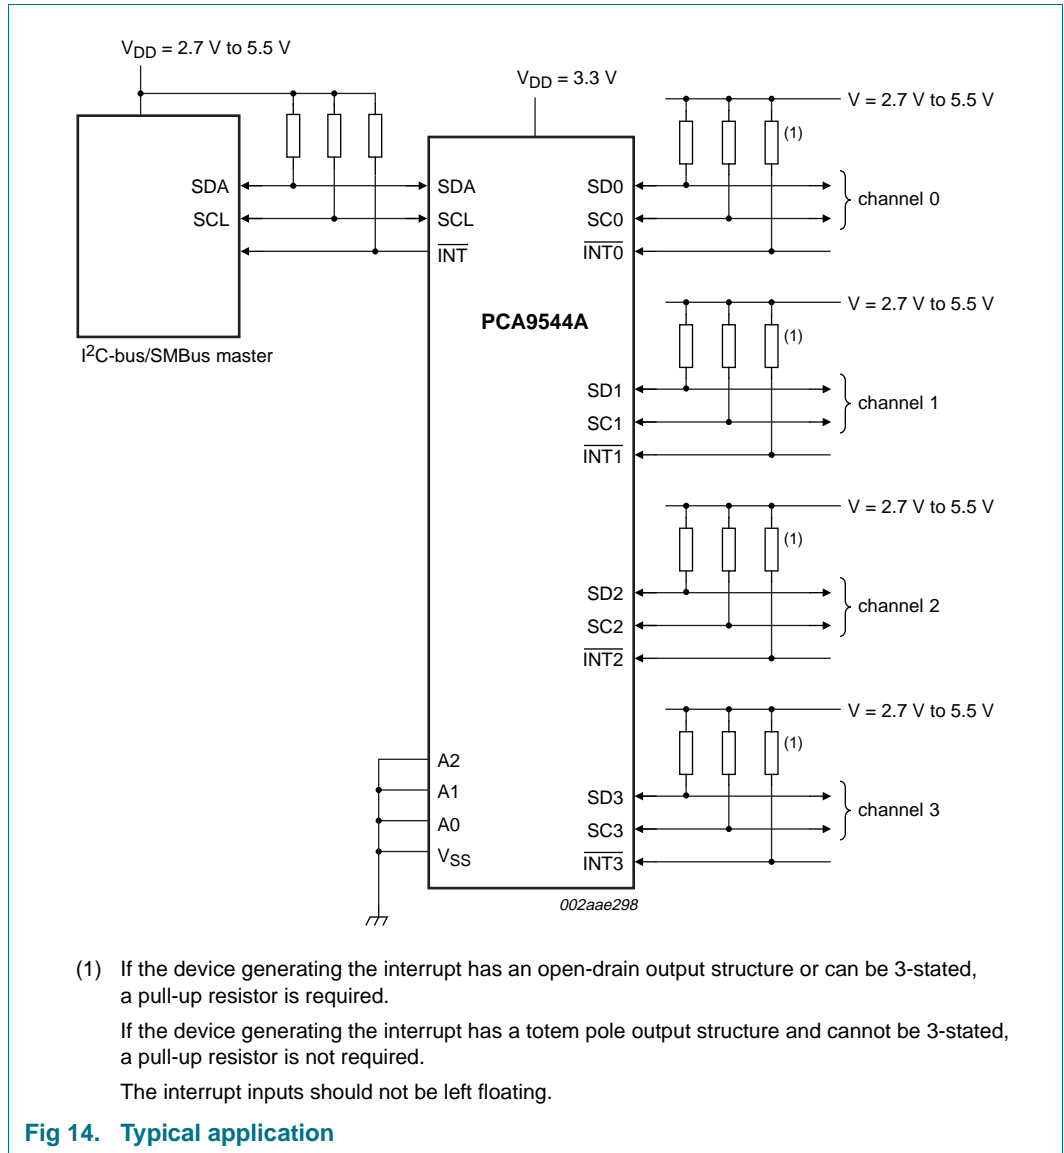 V_DD = 2.7 V to 5.5 V
V_DD = 3.3 V
V = 2.7 V to 5.5 V
(1)
SDA
SDA
SD0
channel 0
SCL
SCL
SC0
INT
INT0
V = 2.7 V to 5.5 V
PCA9544A
(1)
I2C-bus/SMBus master
SD1
channel 1
SC1
INT1
V = 2.7 V to 5.5 V
(1)
SD2
channel 2
SC2
INT2
V = 2.7 V to 5.5 V
(1)
A2
A1
SD3
channel 3
A0
SC3
VSS
INT3
002aae298
(1) If the device generating the interrupt has an open-drain output structure or can be 3-stated,
a pull-up resistor is required.
If the device generating the interrupt has a totem pole output structure and cannot be 3-stated,
a pull-up resistor is not required.
The interrupt inputs should not be left floating.
Fig 14. Typical application